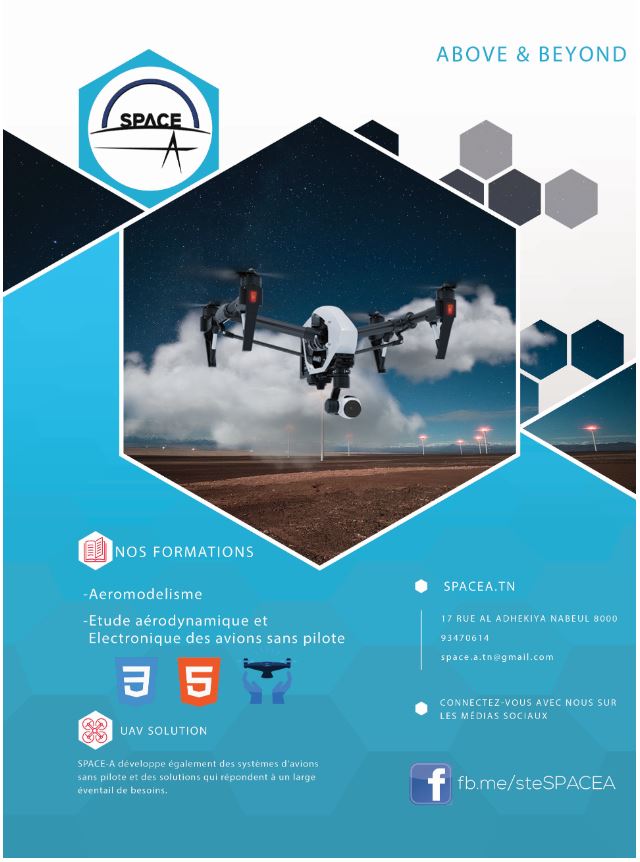 ABOVE & BEYOND
SPACE
A
NOS FORMATIONS
-Aeromodelisme
-Etude aérodynamique et
Electronique des avions sans pilote
3
5
UAV SOLUTION
SPACE-A développe également des systèmes d'avions
sans pilote et des solutions qui répondent à un large
éventail de besoins.
SPACEA.TN
17 RUE AL ADHEKIYA NABEUL 8000
93470614
space.a.tn@gmail.com
CONNECTEZ-VOUS AVEC NOUS SUR
LES MÉDIAS SOCIAUX
f
fb.me/steSPACEA